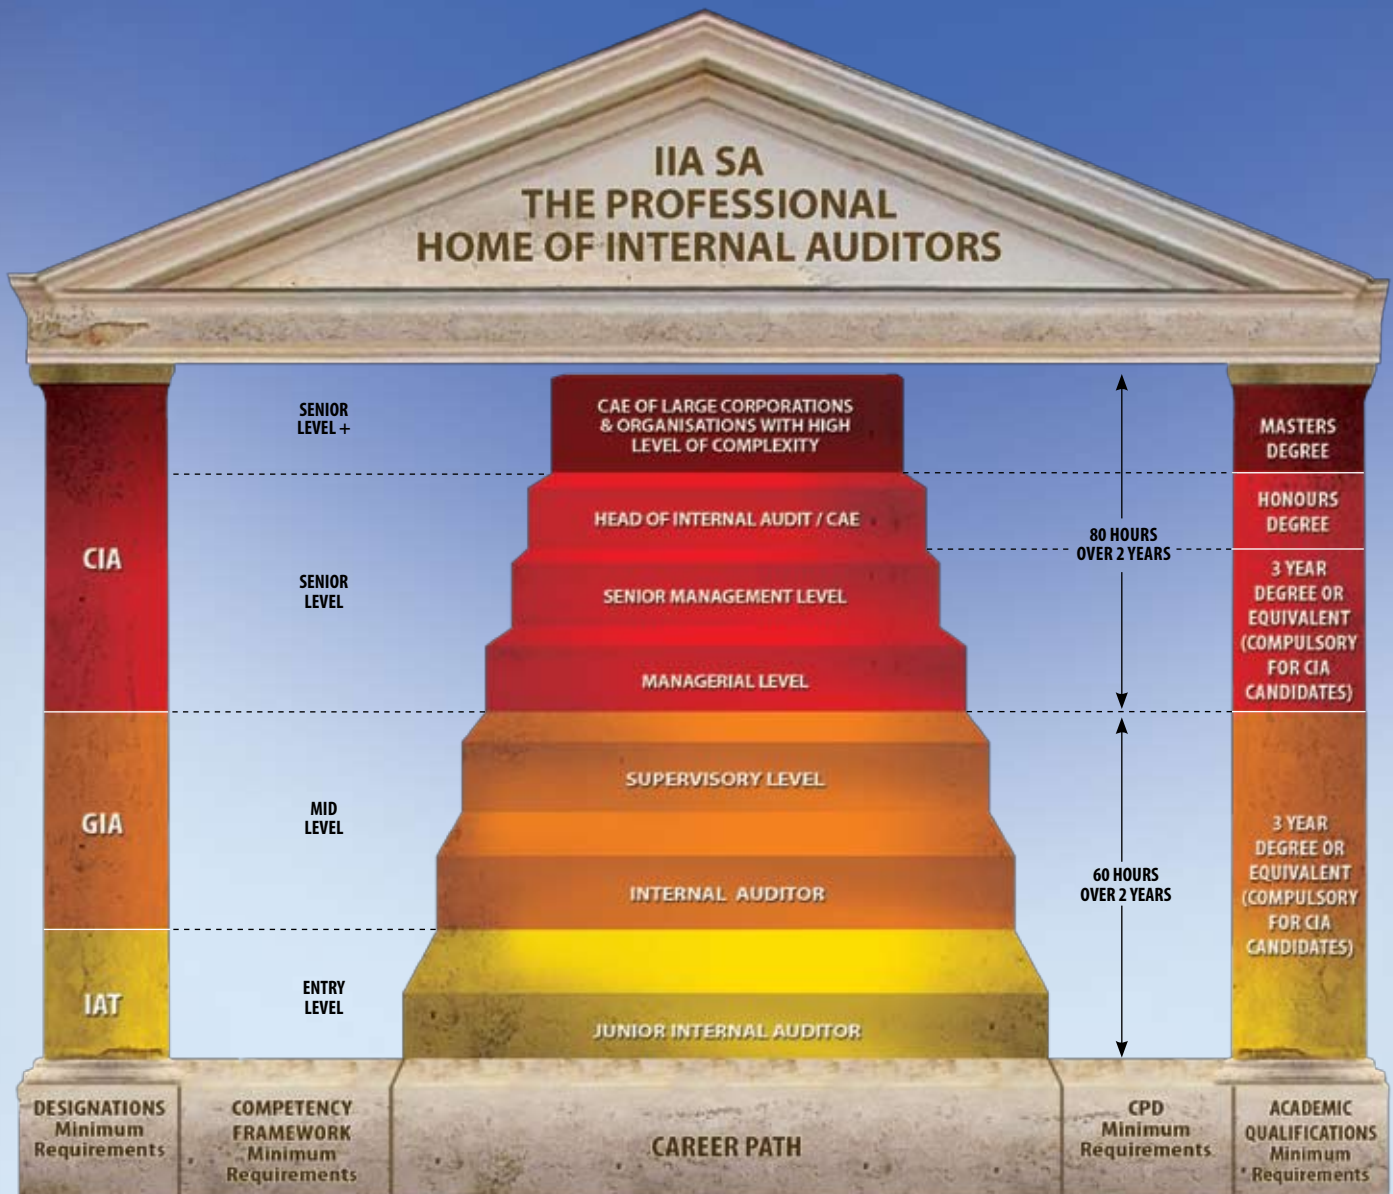 IIA SA
THE PROFESSIONAL
HOME OF INTERNAL AUDITORS
CIA
GIA
IAT
SENIOR
LEVEL +
SENIOR
LEVEL
MID
LEVEL
ENTRY
LEVEL
CAE OF LARGE CORPORATIONS
& ORGANISATIONS WITH HIGH
LEVEL OF COMPLEXITY
HEAD OF INTERNAL AUDIT / CAE
SENIOR MANAGEMENT LEVEL
MANAGERIAL LEVEL
SUPERVISORY LEVEL
INTERNAL AUDITOR
JUNIOR INTERNAL AUDITOR
80 HOURS
OVER 2 YEARS
60 HOURS
OVER 2 YEARS
MASTERS
DEGREE
HONOURS
DEGREE
3 YEAR
DEGREE OR
EQUIVALENT
(COMPULSORY
FOR CIA
CANDIDATES)
3 YEAR
DEGREE OR
EQUIVALENT
(COMPULSORY
FOR CIA
CANDIDATES)
DESIGNATIONS
Minimum
Requirements
COMPETENCY
FRAMEWORK
Minimum
Requirements
CAREER PATH
CPD
Minimum
Requirements
ACADEMIC
QUALIFICATIONS
Minimum
Requirements